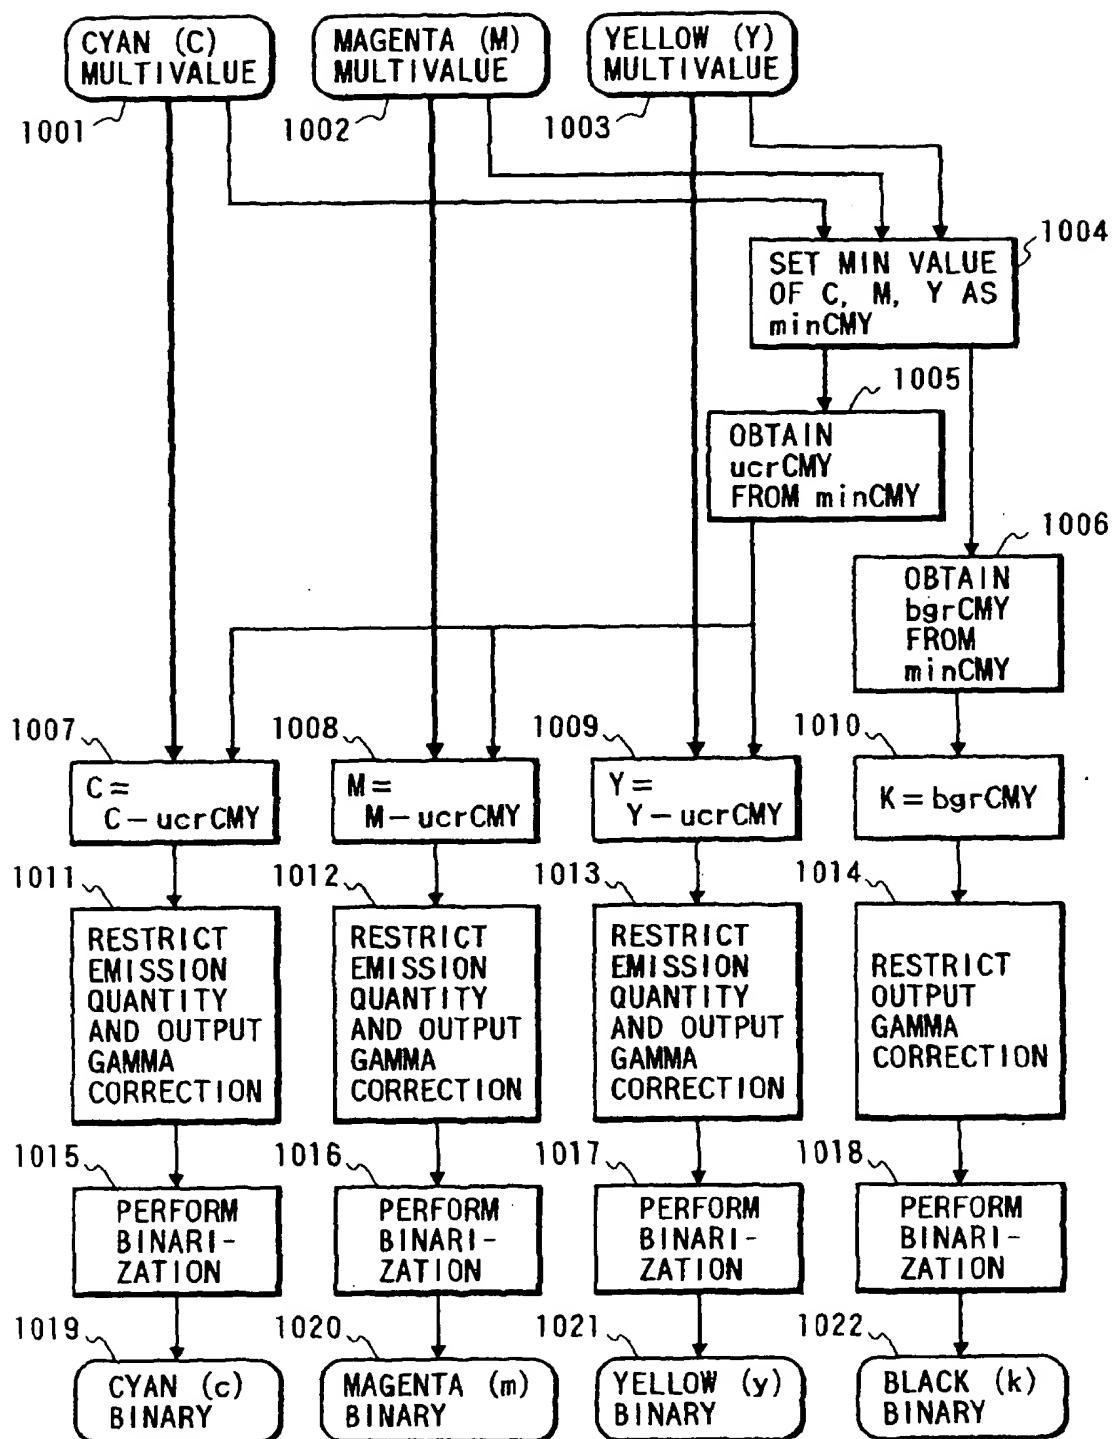 CYAN (C)
MULTIVALUE
MAGENTA (M)
MULTIVALUE
YELLOW (Y)
MULTIVALUE
1001
1002
1003
1004
SET MIN VALUE
OF C, M, Y AS
minCMY
1005
OBTAIN
ucrCMY
FROM minCMY
1006
OBTAIN
bgrCMY
FROM
minCMY
1007
C=
C-ucrCMY
1008
M=
M-ucrCMY
1009
Y=
Y-ucrCMY
1010
K=bgrCMY
1011
RESTRICT
EMISSION
QUANTITY
AND OUTPUT
GAMMA
CORRECTION
1012
RESTRICT
EMISSION
QUANTITY
AND OUTPUT
GAMMA
CORRECTION
1013
RESTRICT
EMISSION
QUANTITY
AND OUTPUT
GAMMA
CORRECTION
1014
RESTRICT
OUTPUT
GAMMA
CORRECTION
1015
PERFORM
BINARI-
ZATION
1016
PERFORM
BINARI-
ZATION
1017
PERFORM
BINARI-
ZATION
1018
PERFORM
BINARI-
ZATION
1019
CYAN (c)
BINARY
1020
MAGENTA (m)
BINARY
1021
YELLOW (y)
BINARY
1022
BLACK (k)
BINARY